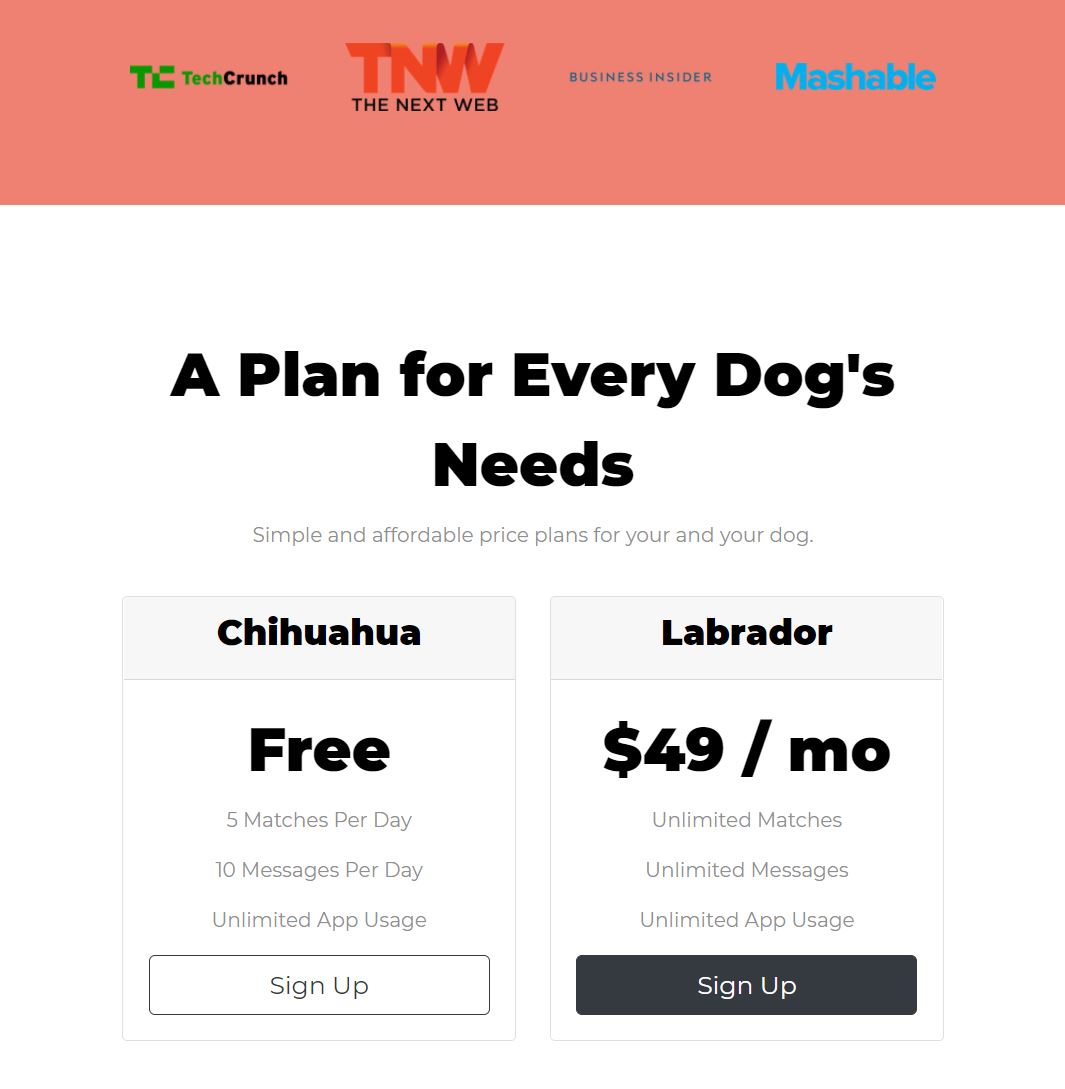 TC TechCrunch
TNW
THE NEXT WEB
BUSINESS INSIDER
Mashable
A Plan for Every Dog's
Needs
Simple and affordable price plans for your and your dog.
Chihuahua
Free
5 Matches Per Day
10 Messages Per Day
Unlimited App Usage
Sign Up
Labrador
$49 / mo
Unlimited Matches
Unlimited Messages
Unlimited App Usage
Sign Up